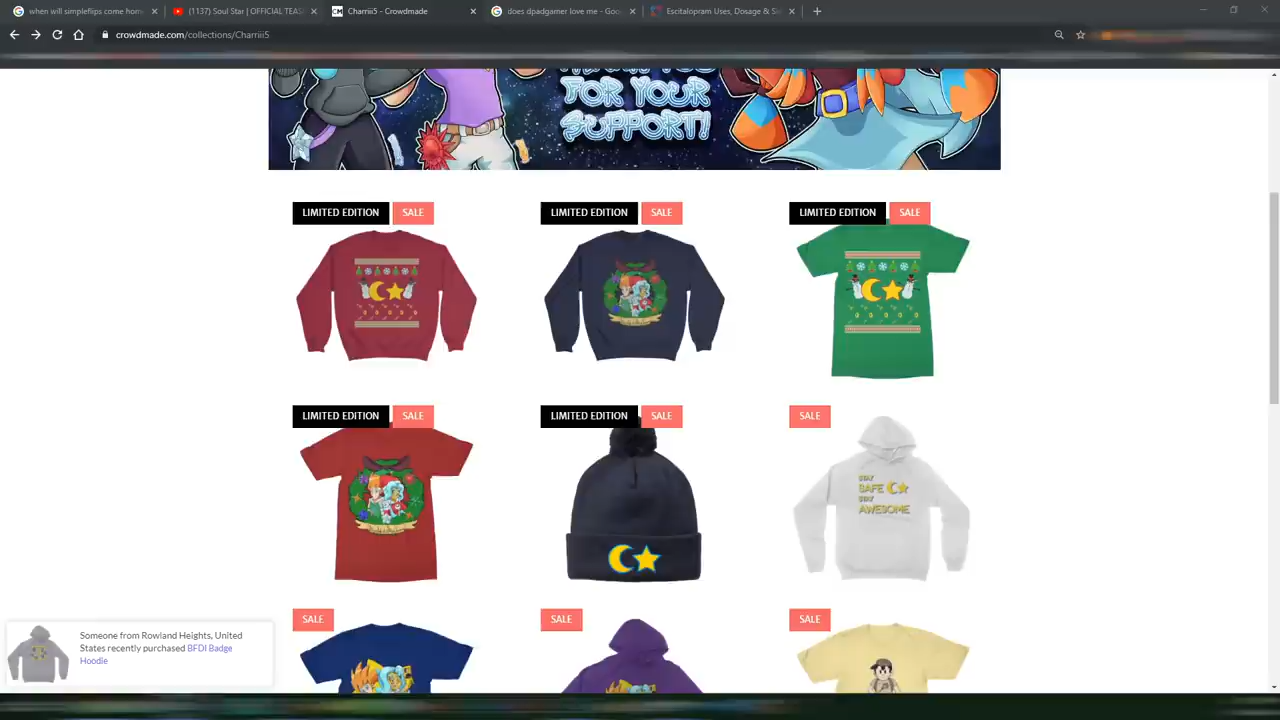 when will simpleflips come home
(1137) Soul Star | OFFICIAL TEAS
Charriii5 - Crowdmade
does dpadgamer love me - Goo
Escitalopram Uses, Dosage & Si
crowdmade.com/collections/Charriii5
FOR YOUR
SUPPORT!
LIMITED EDITION SALE
LIMITED EDITION SALE
LIMITED EDITION SALE
LIMITED EDITION SALE
LIMITED EDITION SALE
SALE
STAY
SAFE
STAY
AWESOME
SALE
SALE
SALE
Someone from Rowland Heights, United
States recently purchased BFDI Badge
Hoodie